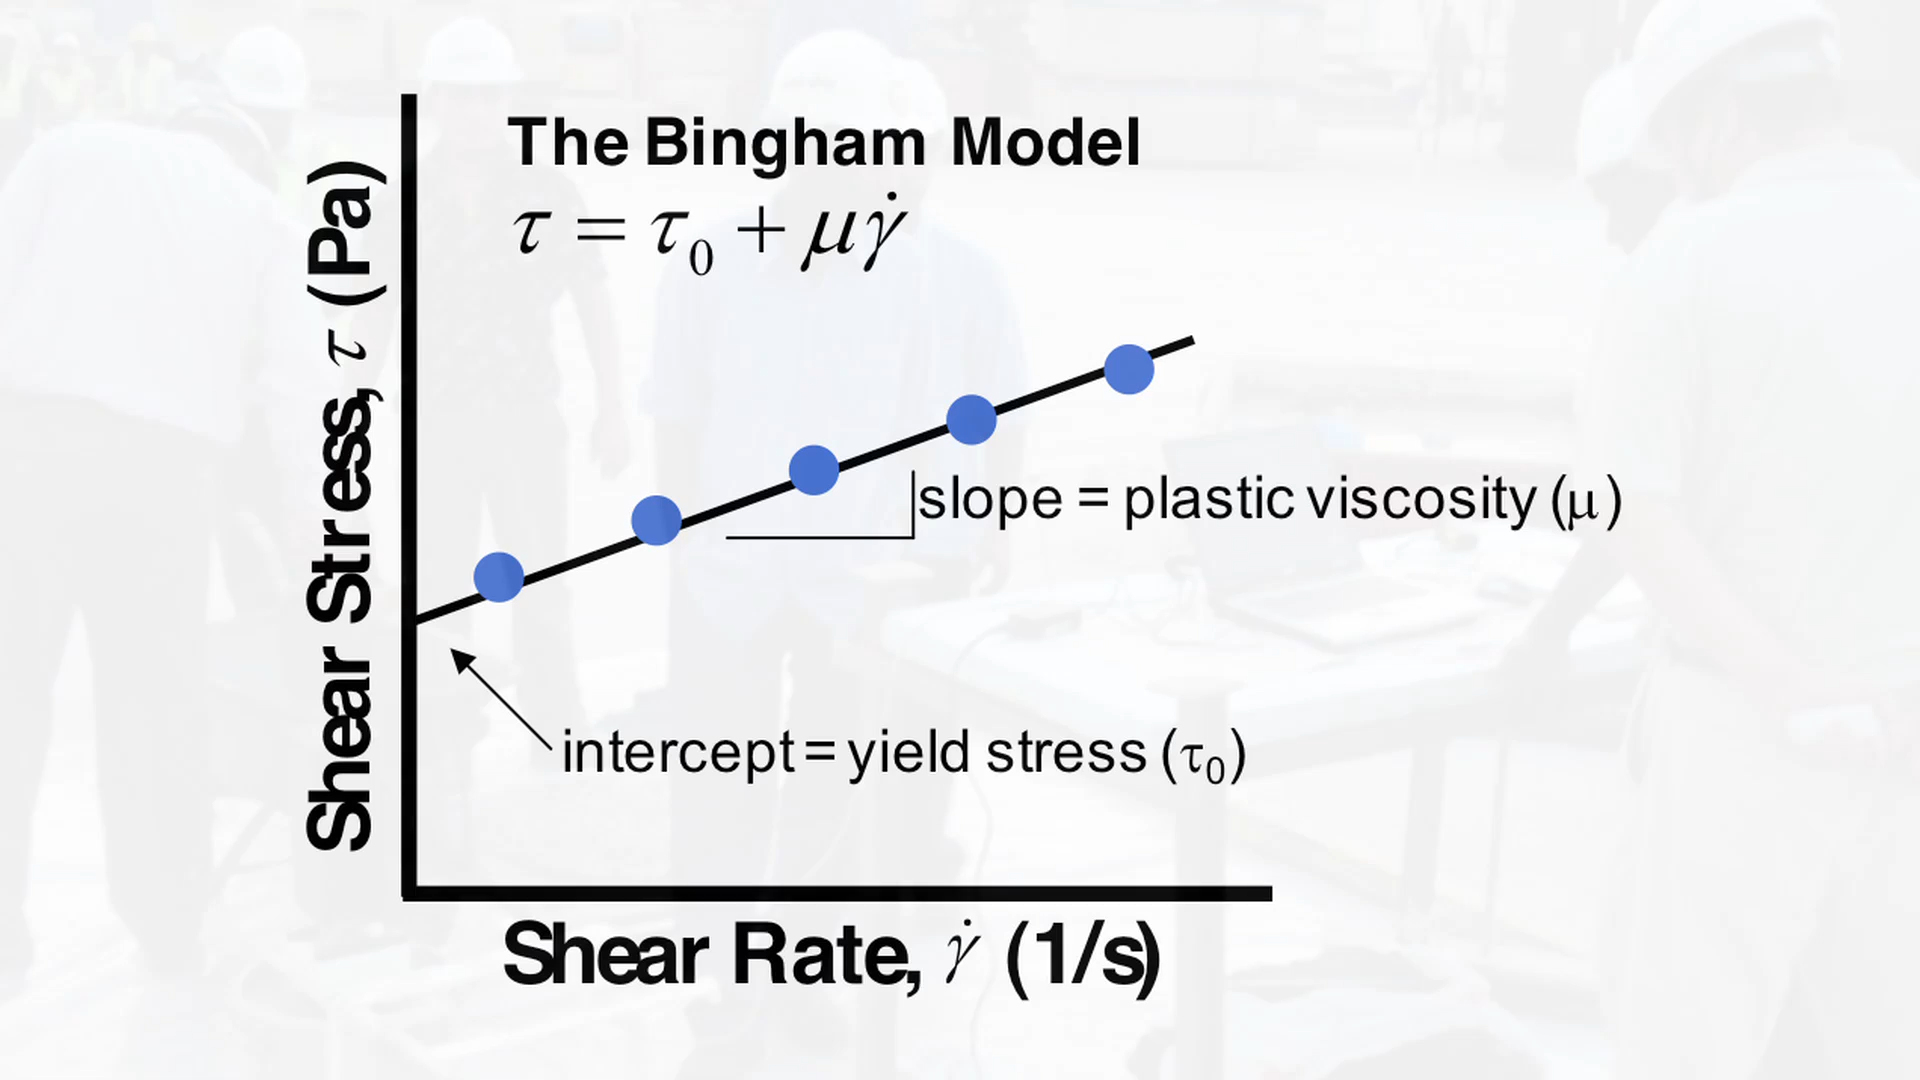 The Bingham Model
τ = τ₀ + μγ̇
Shear Stress, τ (Pa)
slope = plastic viscosity (μ)
intercept = yield stress (τ₀)
Shear Rate, γ̇ (1/s)